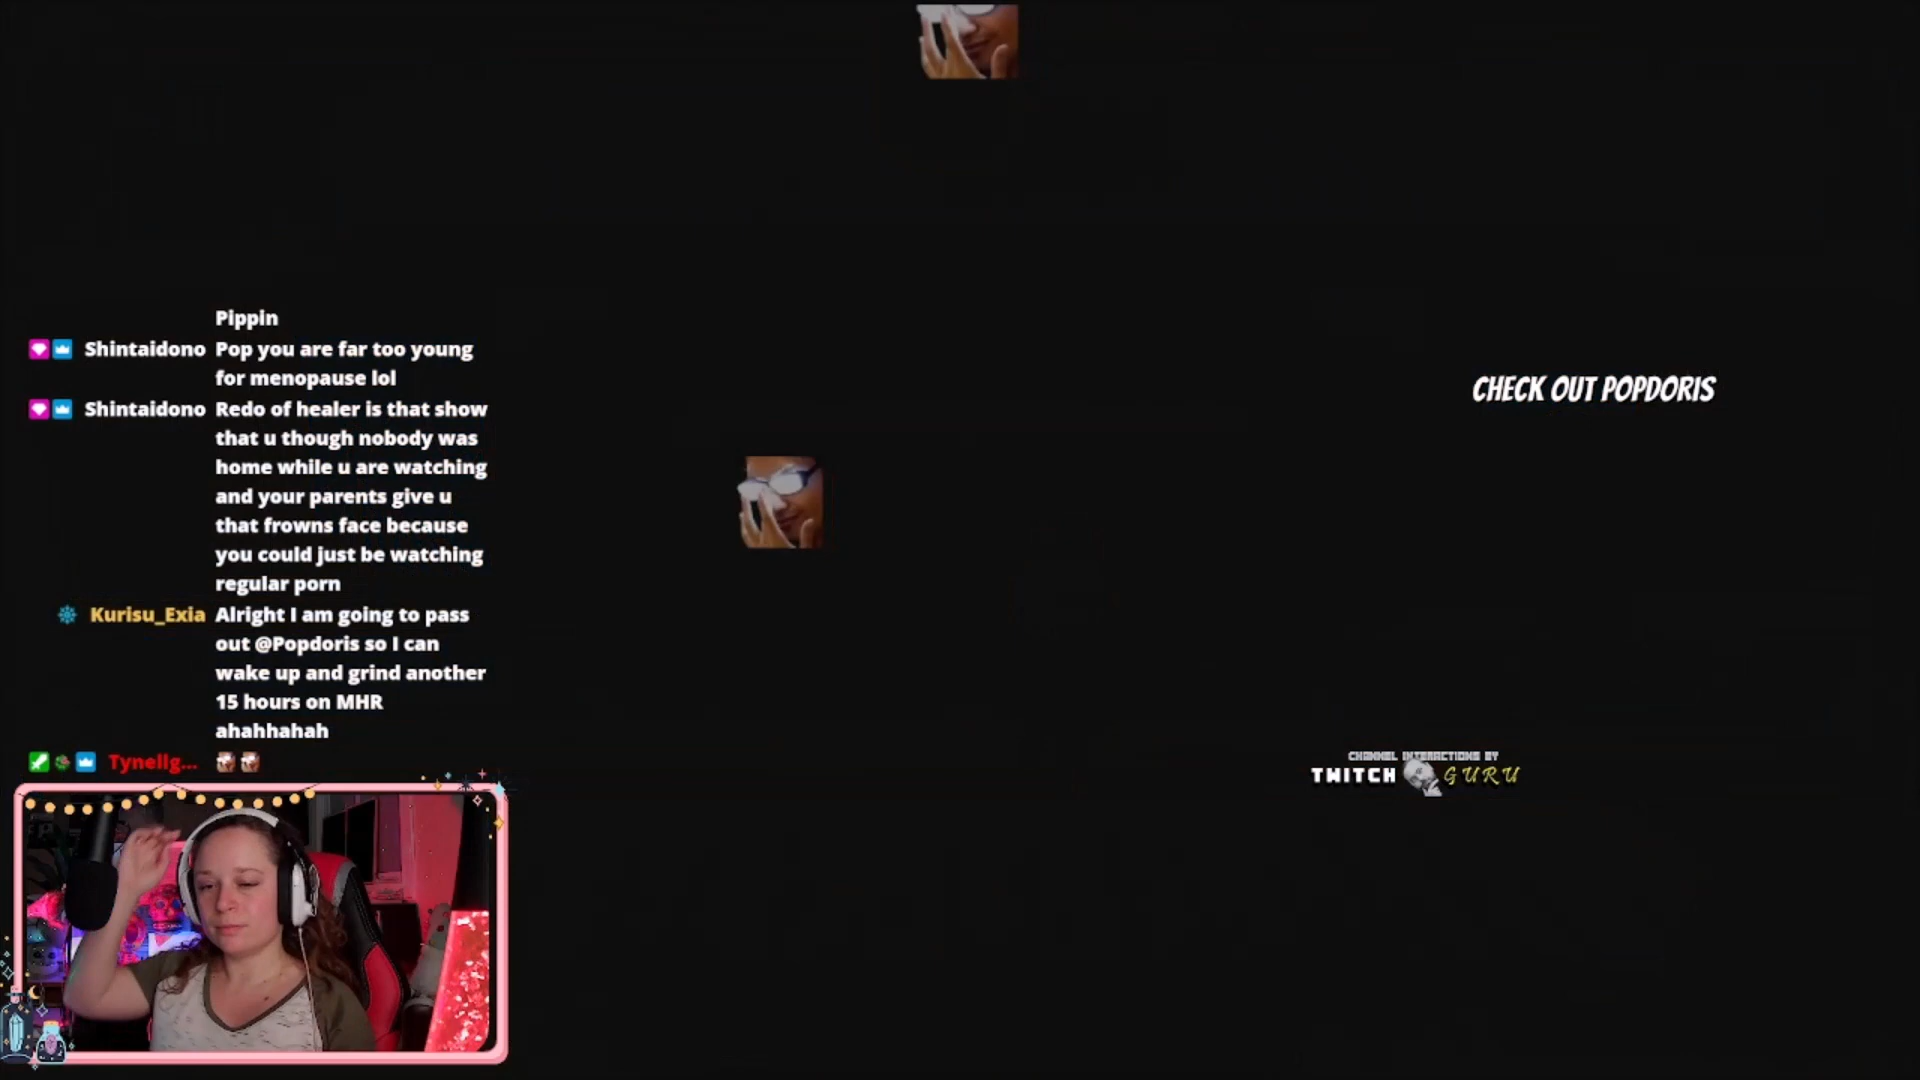 Pippin
Shintaidono Pop you are far too young
for menopause lol
Shintaidono Redo of healer is that show
that u though nobody was
home while u are watching
and your parents give u
that frowns face because
you could just be watching
regular porn
Kurisu_Exia Alright I am going to pass
out @Popdoris so I can
wake up and grind another
15 hours on MHR
ahahhahah
Tynellg...
CHECK OUT POPDORIS
CHANNEL INTERACTIONS BY
TWITCH GURU